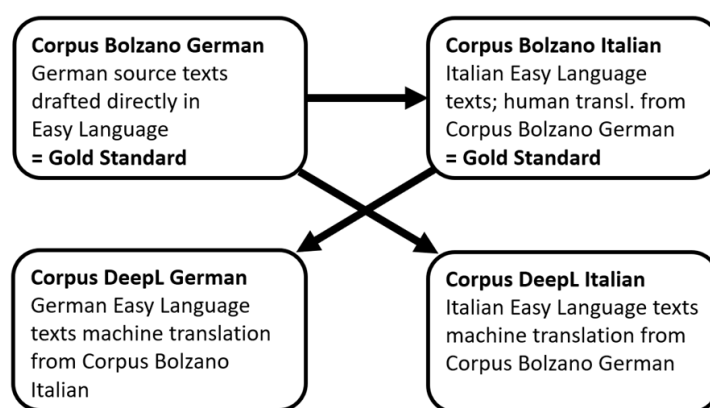 Corpus Bolzano German
German source texts
drafted directly in
Easy Language
= Gold Standard
Corpus Bolzano Italian
Italian Easy Language
texts; human transl. from
Corpus Bolzano German
= Gold Standard
Corpus DeepL German
German Easy Language
texts machine translation
from Corpus Bolzano
Italian
Corpus DeepL Italian
Italian Easy Language texts
machine translation from
Corpus Bolzano German